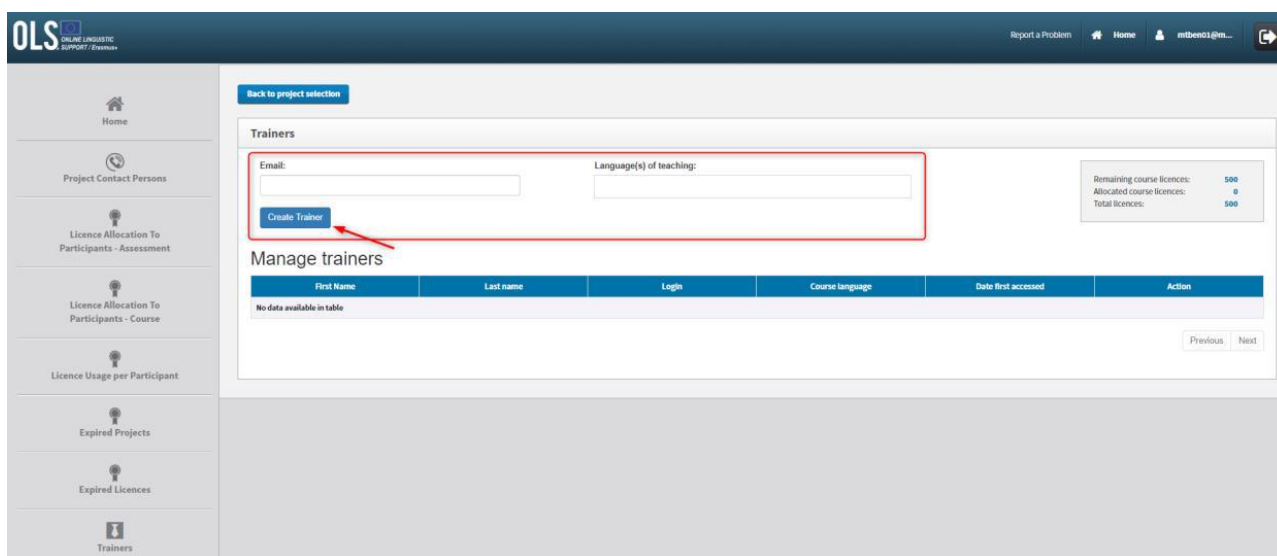 OLS ONLINE LINGUISTIC
SUPPORT / Erasmus+
Report a Problem Home mtben01@m...
Home
Project Contact Persons
Licence Allocation To
Participants - Assessment
Licence Allocation To
Participants - Course
Licence Usage per Participant
Expired Projects
Expired Licences
Trainers
Back to project selection
Trainers
Email: Language(s) of teaching:
Create Trainer
Remaining course licences: 500
Allocated course licences: 0
Total licences: 500
Manage trainers
First Name Last name Login Course language Date first accessed Action
No data available in table
Previous Next